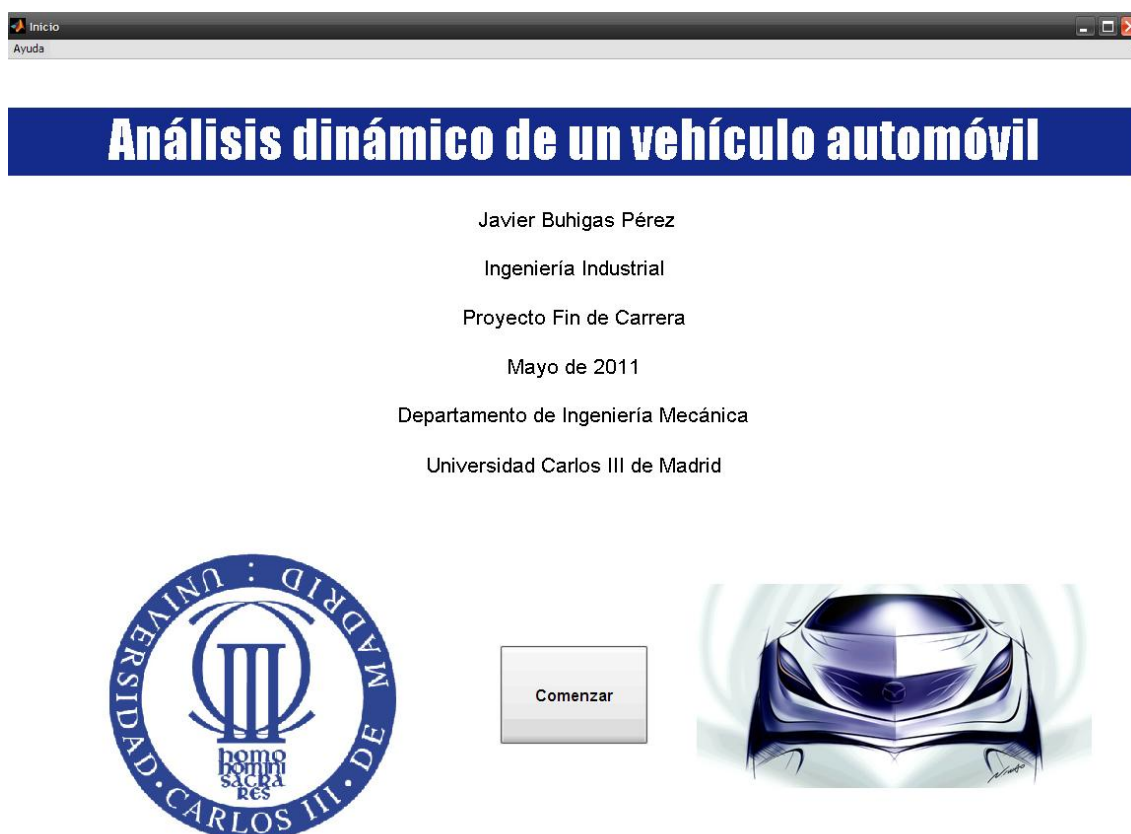 Inicio
Ayuda
Análisis dinámico de un vehículo automóvil
Javier Buhigas Pérez
Ingeniería Industrial
Proyecto Fin de Carrera
Mayo de 2011
Departamento de Ingeniería Mecánica
Universidad Carlos III de Madrid
UNIVERSIDAD · CARLOS III · DE MADRID :
homo
homini
sacra
res
Comenzar